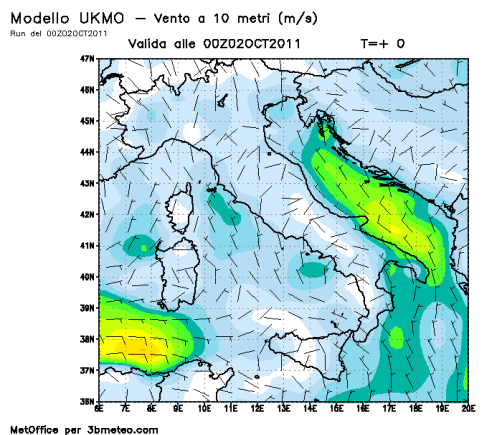 Modello UKMO – Vento a 10 metri (m/s)
Run del 00Z02OCT2011
Valida alle 00Z02OCT2011 T=+ 0
47N
46N
45N
44N
43N
42N
41N
40N
39N
38N
37N
36N
6E 7E 8E 9E 10E 11E 12E 13E 14E 15E 16E 17E 18E 19E 20E
MetOffice per 3bmeteo.com